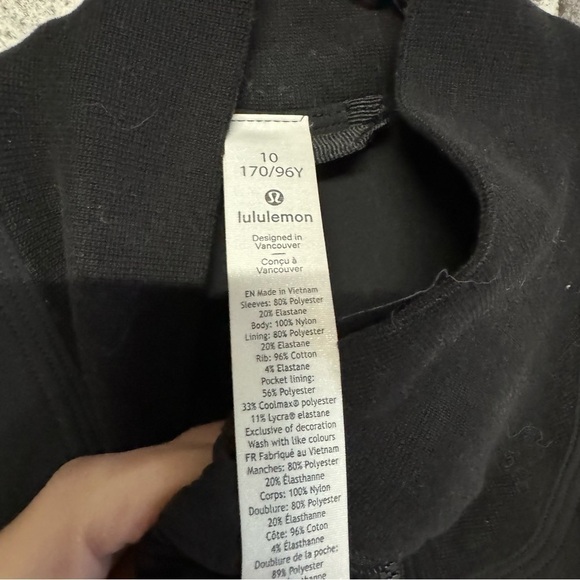 10
170/96Y
lululemon
Designed in
Vancouver
Conçu à
Vancouver
EN Made in Vietnam
Sleeves: 80% Polyester
20% Elastane
Body: 100% Nylon
Lining: 80% Polyester
20% Elastane
Rib: 96% Cotton
4% Elastane
Pocket lining:
56% Polyester
33% Coolmax® polyester
11% Lycra® elastane
Exclusive of decoration
Wash with like colours
FR Fabriqué au Vietnam
Manches: 80% Polyester
20% Élasthanne
Corps: 100% Nylon
Doublure: 80% Polyester
20% Élasthanne
Côte: 96% Coton
4% Élasthanne
Doublure de la poche:
89% Polyester